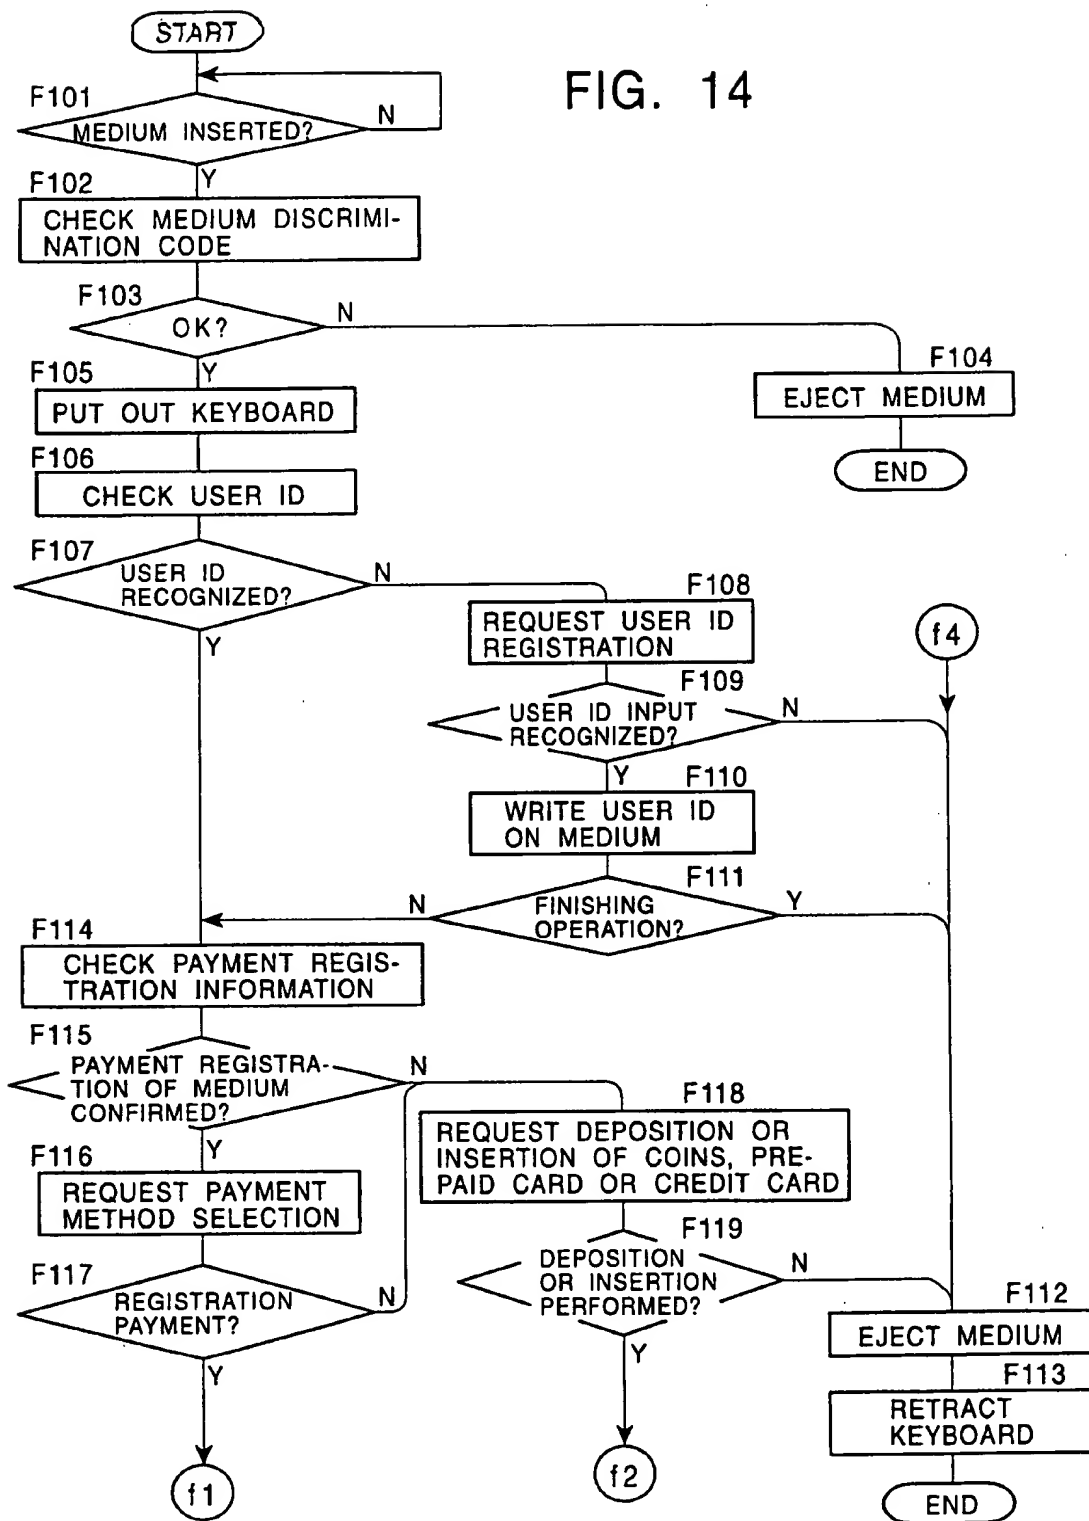 START
FIG. 14
F101
MEDIUM INSERTED?
N
Y
F102
CHECK MEDIUM DISCRIMI-
NATION CODE
F103
OK?
N
Y
F104
EJECT MEDIUM
END
F105
PUT OUT KEYBOARD
F106
CHECK USER ID
F107
USER ID
RECOGNIZED?
N
Y
F108
REQUEST USER ID
REGISTRATION
f4
F109
USER ID INPUT
RECOGNIZED?
N
Y
F110
WRITE USER ID
ON MEDIUM
F111
FINISHING
OPERATION?
N
Y
F114
CHECK PAYMENT REGIS-
TRATION INFORMATION
F115
PAYMENT REGISTRA-
TION OF MEDIUM
CONFIRMED?
N
Y
F116
REQUEST PAYMENT
METHOD SELECTION
F117
REGISTRATION
PAYMENT?
N
Y
f1
F118
REQUEST DEPOSITION OR
INSERTION OF COINS, PRE-
PAID CARD OR CREDIT CARD
F119
DEPOSITION
OR INSERTION
PERFORMED?
N
Y
f2
F112
EJECT MEDIUM
F113
RETRACT
KEYBOARD
END